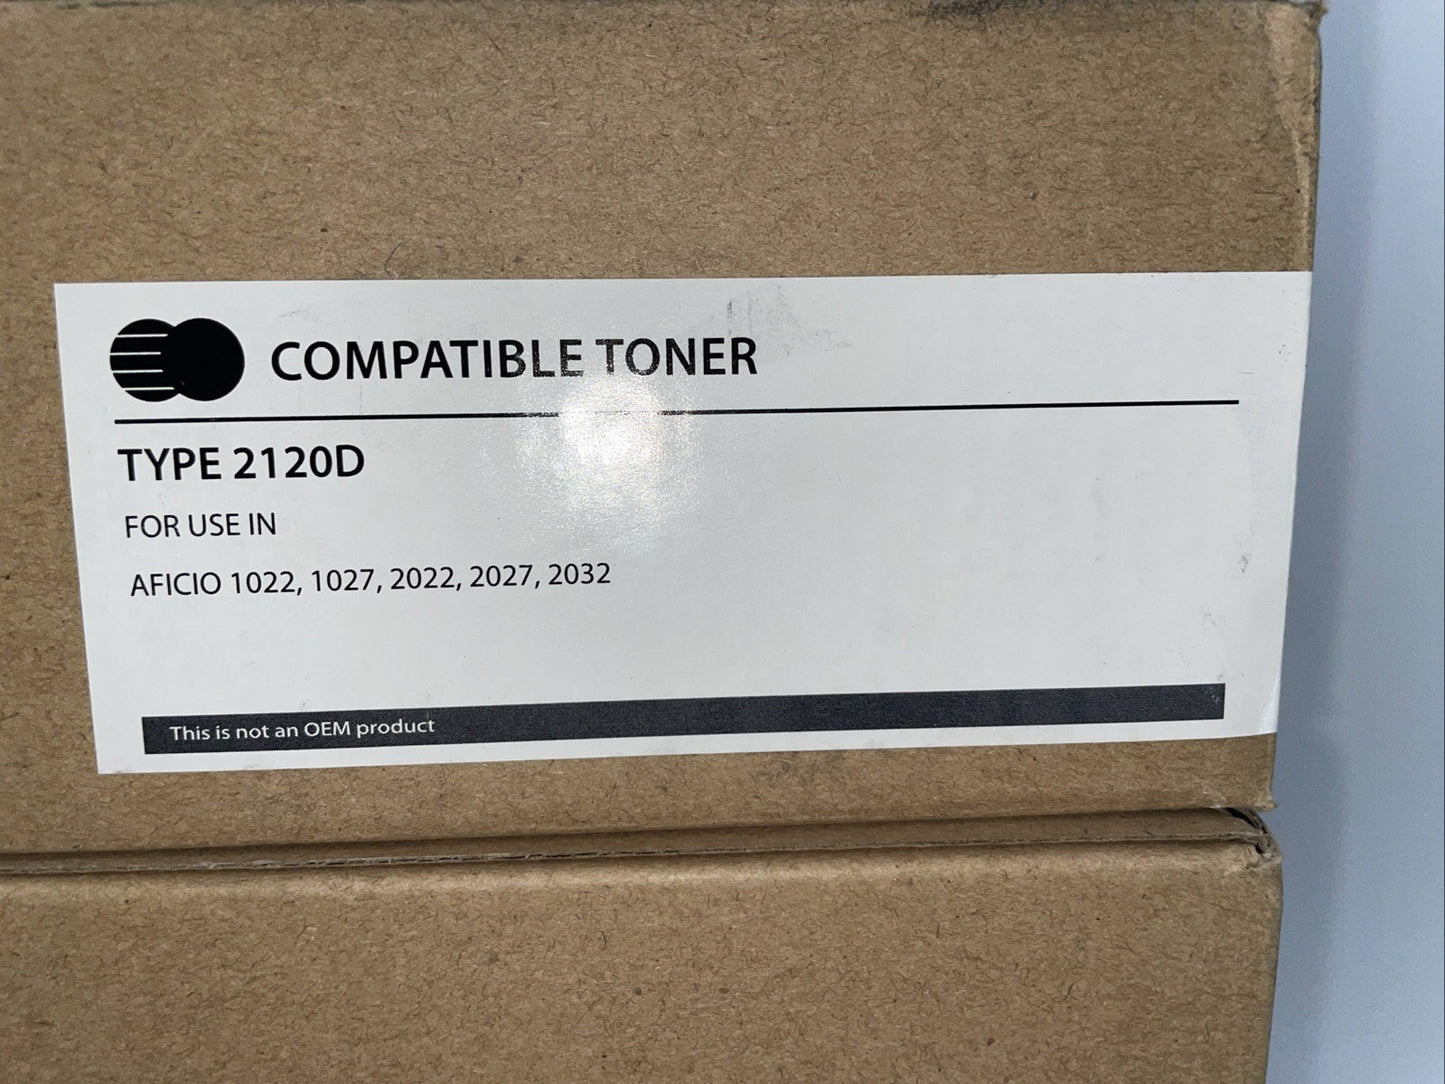 COMPATIBLE TONER
TYPE 2120D
FOR USE IN
AFICIO 1022, 1027, 2022, 2027, 2032
This is not an OEM product